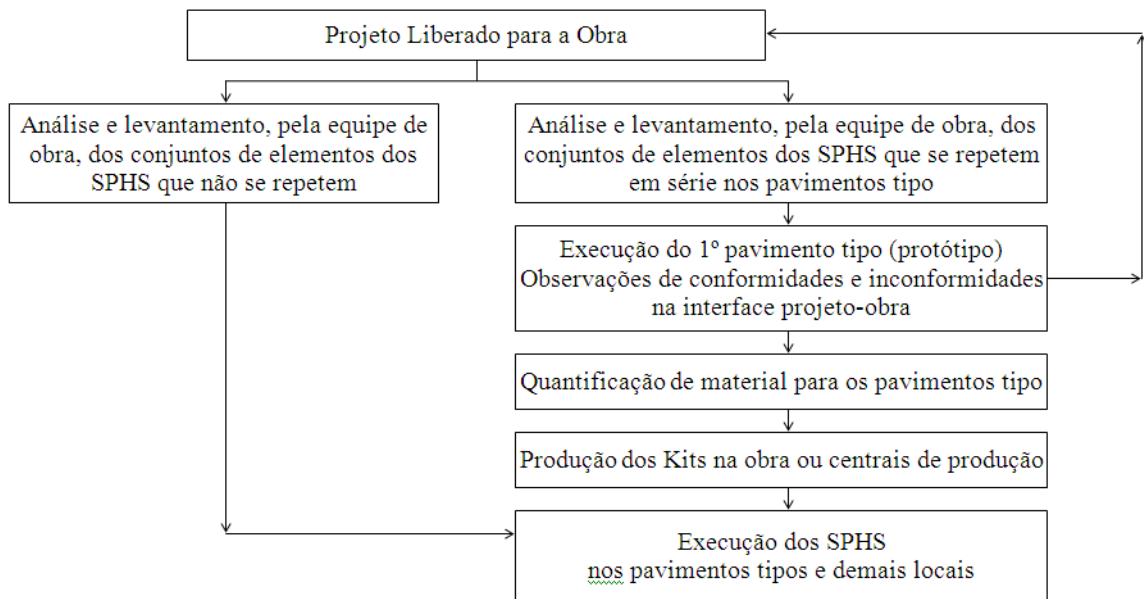 Projeto Liberado para a Obra
Análise e levantamento, pela equipe de
obra, dos conjuntos de elementos dos
SPHS que não se repetem
Análise e levantamento, pela equipe de obra, dos
conjuntos de elementos dos SPHS que se repetem
em série nos pavimentos tipo
Execução do 1º pavimento tipo (protótipo)
Observações de conformidades e inconformidades
na interface projeto-obra
Quantificação de material para os pavimentos tipo
Produção dos Kits na obra ou centrais de produção
Execução dos SPHS
nos pavimentos tipos e demais locais